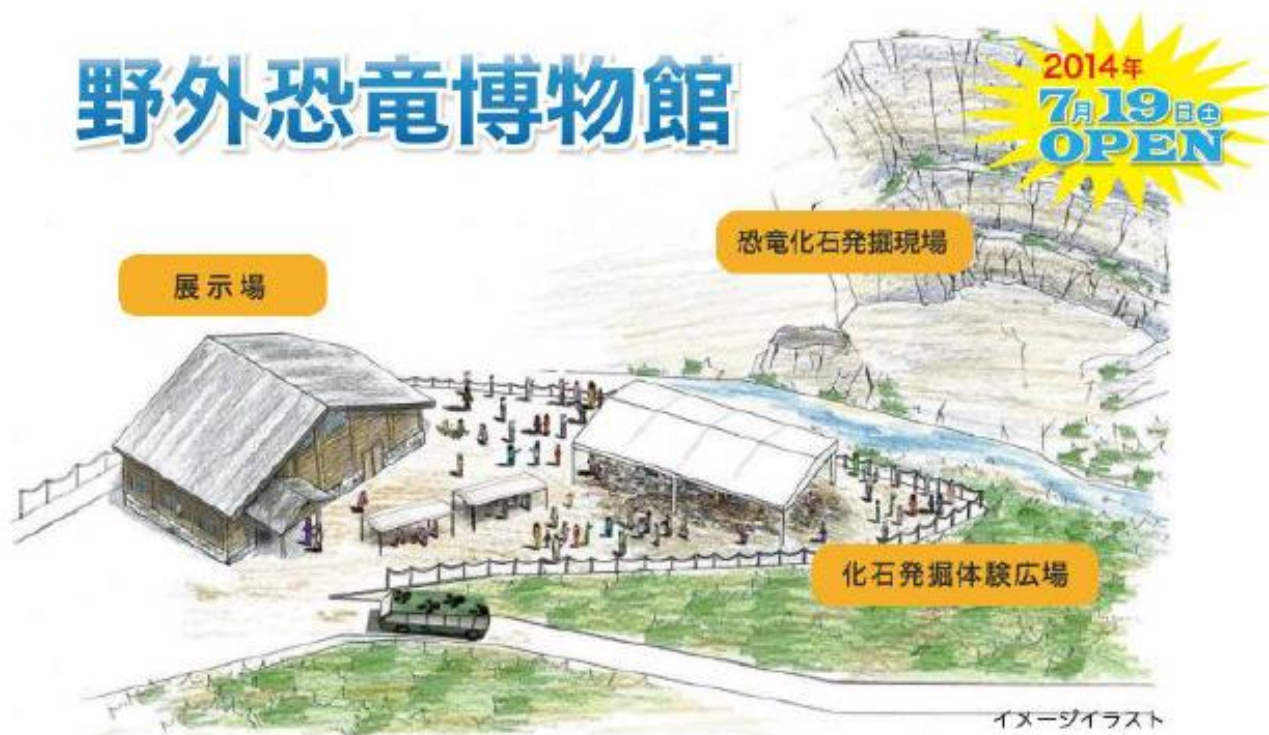 野外恐竜博物館
2014年
7月19日土
OPEN
恐竜化石発掘現場
展示場
化石発掘体験広場
イメージイラスト